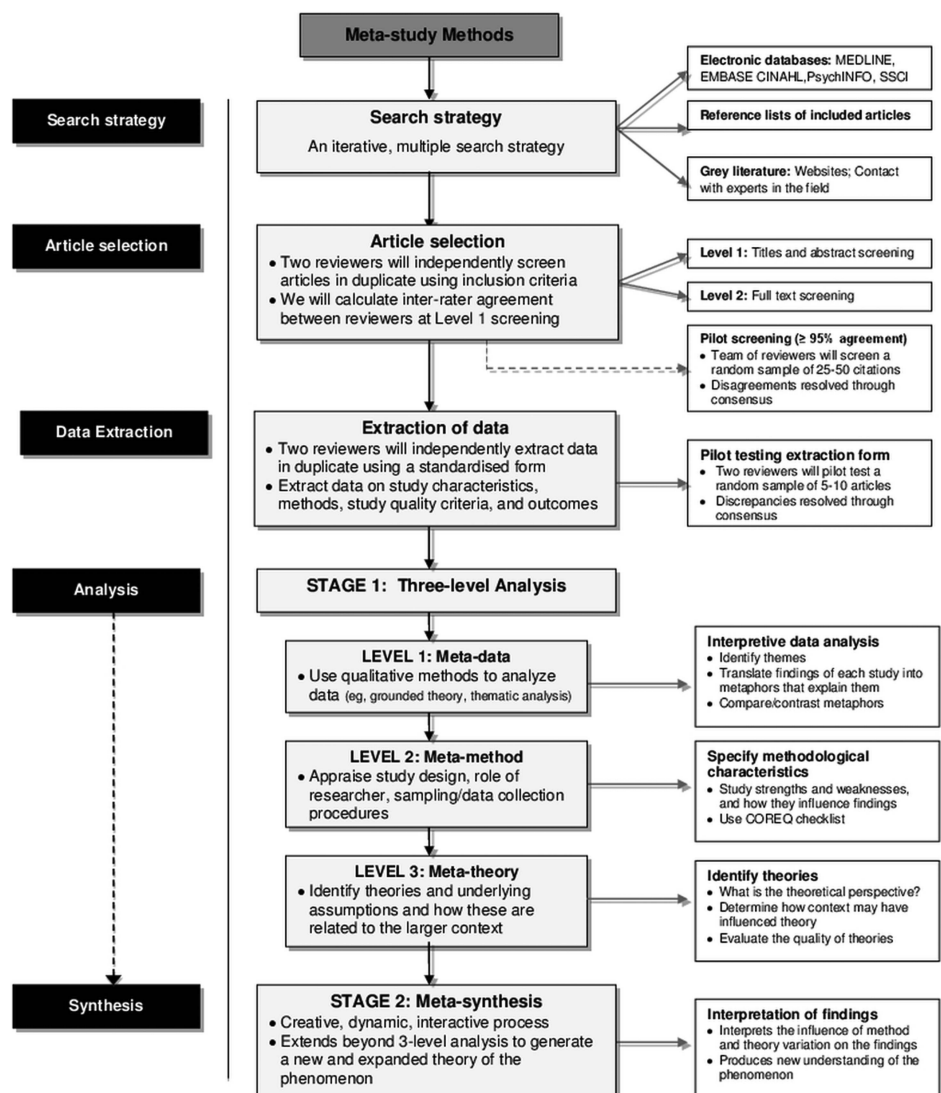 Meta-study Methods
Search strategy
Search strategy
An iterative, multiple search strategy
Electronic databases: MEDLINE,
EMBASE CINAHL,PsychINFO, SSCI
Reference lists of included articles
Grey literature: Websites; Contact
with experts in the field
Article selection
Article selection
• Two reviewers will independently screen
articles in duplicate using inclusion criteria
• We will calculate inter-rater agreement
between reviewers at Level 1 screening
Level 1: Titles and abstract screening
Level 2: Full text screening
Pilot screening (≥ 95% agreement)
• Team of reviewers will screen a
random sample of 25-50 citations
• Disagreements resolved through
consensus
Data Extraction
Extraction of data
• Two reviewers will independently extract data
in duplicate using a standardised form
• Extract data on study characteristics,
methods, study quality criteria, and outcomes
Pilot testing extraction form
• Two reviewers will pilot test a
random sample of 5-10 articles
• Discrepancies resolved through
consensus
Analysis
STAGE 1: Three-level Analysis
LEVEL 1: Meta-data
• Use qualitative methods to analyze
data (eg, grounded theory, thematic analysis)
Interpretive data analysis
• Identify themes
• Translate findings of each study into
metaphors that explain them
• Compare/contrast metaphors
LEVEL 2: Meta-method
• Appraise study design, role of
researcher, sampling/data collection
procedures
Specify methodological
characteristics
• Study strengths and weaknesses,
and how they influence findings
• Use COREQ checklist
LEVEL 3: Meta-theory
• Identify theories and underlying
assumptions and how these are
related to the larger context
Identify theories
• What is the theoretical perspective?
• Determine how context may have
influenced theory
• Evaluate the quality of theories
Synthesis
STAGE 2: Meta-synthesis
• Creative, dynamic, interactive process
• Extends beyond 3-level analysis to generate
a new and expanded theory of the
phenomenon
Interpretation of findings
• Interprets the influence of method
and theory variation on the findings
• Produces new understanding of the
phenomenon